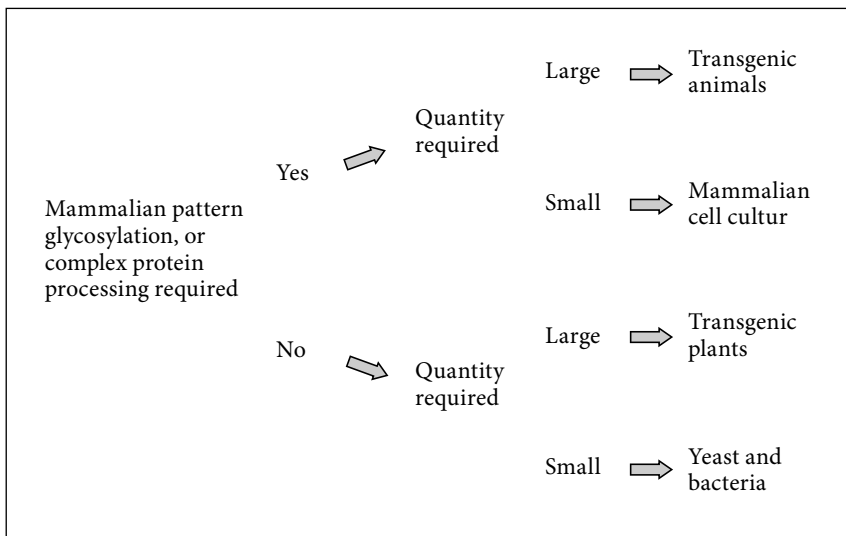 Mammalian pattern
glycosylation, or
complex protein
processing required
Yes
Quantity
required
Large
Transgenic
animals
Small
Mammalian
cell cultur
No
Quantity
required
Large
Transgenic
plants
Small
Yeast and
bacteria